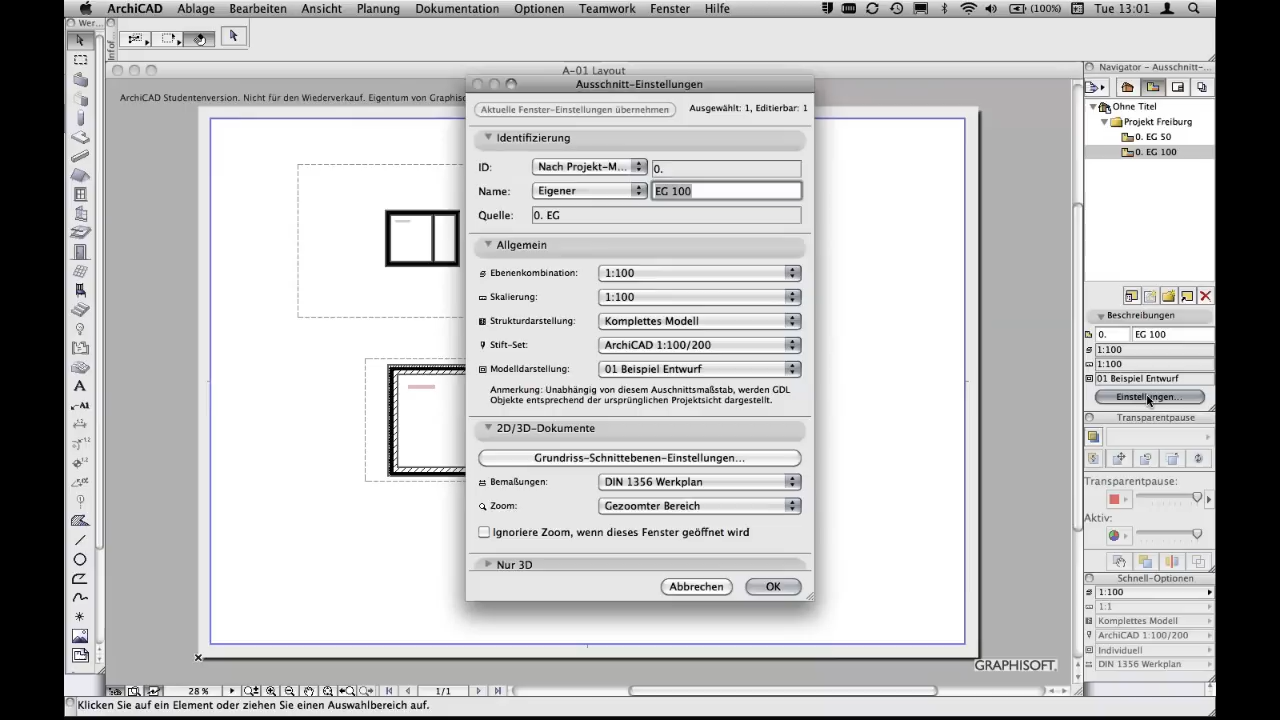 ArchiCAD Ablage Bearbeiten Ansicht Planung Dokumentation Optionen Teamwork Fenster Hilfe (100%) Tue 13:01
Wer...
A-01 Layout
Navigator - Ausschnitt-...
ArchiCAD Studentenversion. Nicht für den Wiederverkauf. Eigentum von Graphis
Ausschnitt-Einstellungen
Aktuelle Fenster-Einstellungen übernehmen Ausgewählt: 1, Editierbar: 1
Identifizierung
ID: Nach Projekt-M... 0.
Name: Eigener EG 100
Quelle: 0. EG
Allgemein
Ebenenkombination: 1:100
Skalierung: 1:100
Strukturdarstellung: Komplettes Modell
Stift-Set: ArchiCAD 1:100/200
Modelldarstellung: 01 Beispiel Entwurf
Anmerkung: Unabhängig von diesem Auschnittsmaßstab, werden GDL
Objekte entsprechend der ursprünglichen Projektsicht dargestellt.
2D/3D-Dokumente
Grundriss-Schnittebenen-Einstellungen...
Bemaßungen: DIN 1356 Werkplan
Zoom: Gezoomter Bereich
Ignoriere Zoom, wenn dieses Fenster geöffnet wird
Nur 3D
Abbrechen OK
Ohne Titel
Projekt Freiburg
0. EG 50
0. EG 100
Beschreibungen
0. EG 100
1:100
1:100
01 Beispiel Entwurf
Einstellungen...
Transparentpause
Transparentpause:
Aktiv:
Schnell-Optionen
1:100
1:1
Komplettes Modell
ArchiCAD 1:100/200
Individuell
DIN 1356 Werkplan
GRAPHISOFT.
28 % 1/1
Klicken Sie auf ein Element oder ziehen Sie einen Auswahlbereich auf.